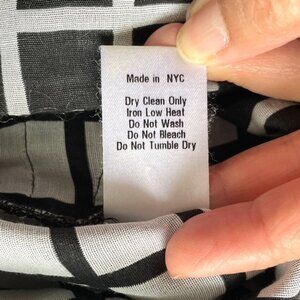 Made in NYC
Dry Clean Only
Iron Low Heat
Do Not Wash
Do Not Bleach
Do Not Tumble Dry